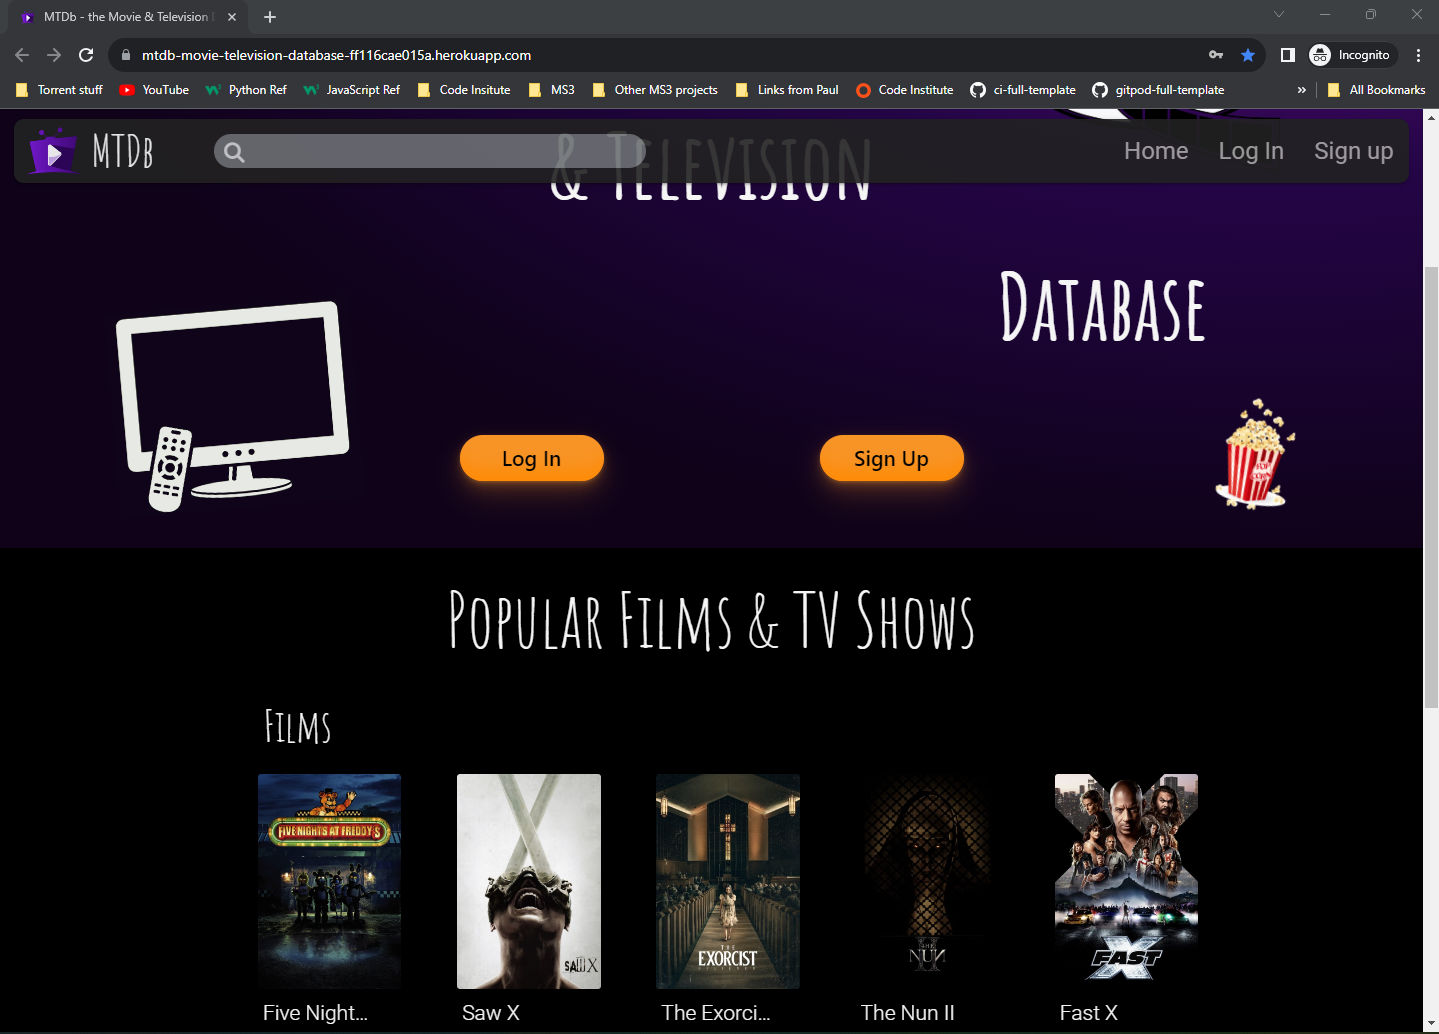 MTDb - the Movie & Television
mtdb-movie-television-database-ff116cae015a.herokuapp.com
Incognito
Torrent stuff YouTube Python Ref JavaScript Ref Code Insitute MS3 Other MS3 projects Links from Paul Code Institute ci-full-template gitpod-full-template » All Bookmarks
MTDb Home Log In Sign up
& Television
Database
Log In Sign Up
POP CORN
Popular Films & TV Shows
Films
FIVE NIGHTS AT FREDDY'S
SAW X
THE EXORCIST BELIEVER
THE NUN II
FAST X
Five Night... Saw X The Exorci... The Nun II Fast X